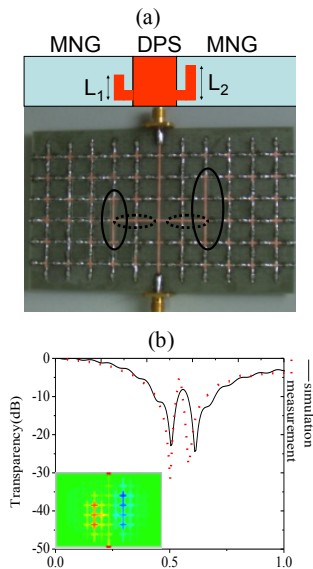 (a)
MNG DPS MNG
L1 L2
(b)
Transparency(dB)
0
-10
-20
-30
-40
-50
0.0 0.5 1.0
measurement
simulation